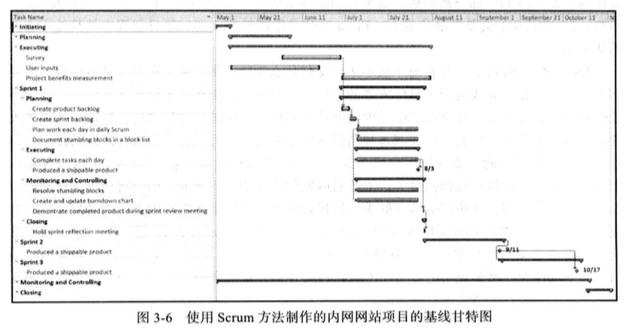 Task Name
May 1 May 21 June 11 July 1 July 21 August 11 September 1 September 21 October 11 N
Initiating
Planning
Executing
Survey
User inputs
Project benefits measurement
Sprint 1
Planning
Create product backlog
Create sprint backlog
Plan work each day in daily Scrum
Document stumbling blocks in a block list
Executing
Complete tasks each day
Produced a shippable product
8/3
Monitoring and Controlling
Resolve stumbling blocks
Create and update burndown chart
Demonstrate completed product during sprint review meeting
Closing
Hold sprint reflection meeting
Sprint 2
Produced a shippable product
9/11
Sprint 3
Produced a shippable product
10/17
Monitoring and Controlling
Closing
图 3-6 使用 Scrum 方法制作的内网网站项目的基线甘特图